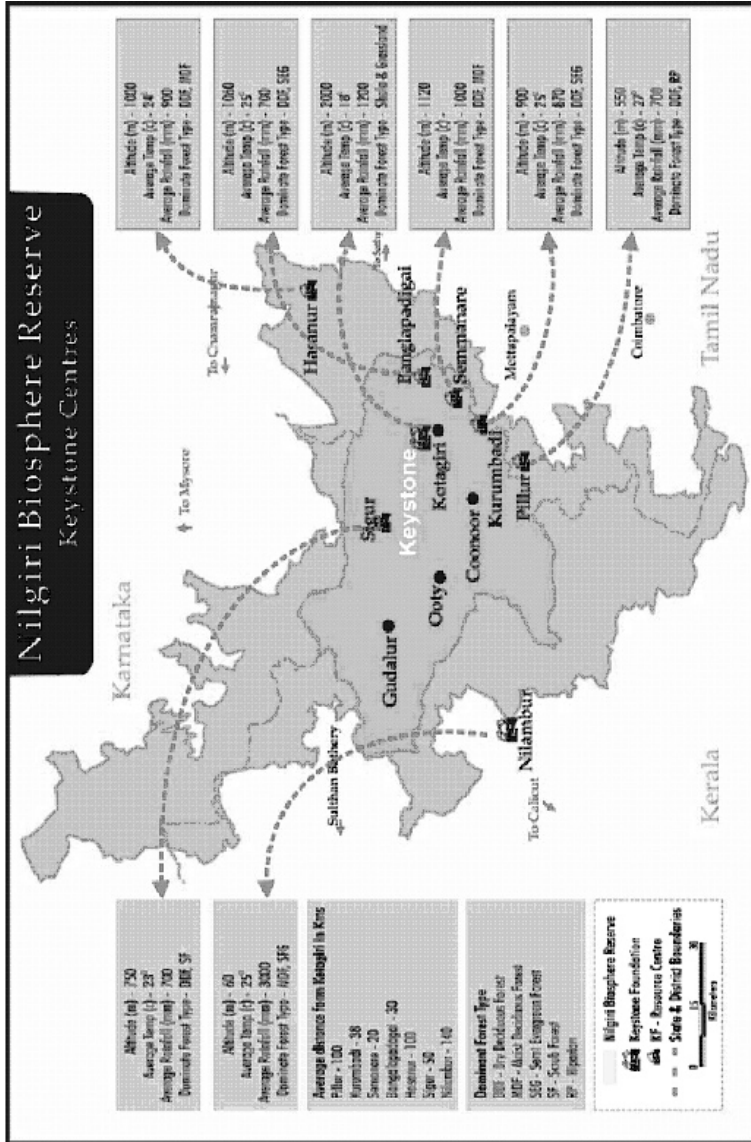 Nilgiri Biosphere Reserve
Keystone Centres
Altitude (m) - 750
Average Temp (c) - 23°
Average Rainfall (mm) - 700
Dominate Forest Type - DDF, SF
Altitude (m) - 60
Average Temp (c) - 25°
Average Rainfall (mm) - 3000
Dominate Forest Type - MDF, SEG
Average distance form Kotagiri in Kms
Pillur - 100
Kurumbadi - 38
Semanare - 20
Bangalapadagai - 30
Hasanur - 100
Sigur - 50
Nilambur - 140
Dominant Forest Type
DDF - Dry Deciduous Forest
MDF - Moist Deciduous Forest
SEG - Semi Evergreen Forest
SF - Scrub Forest
RP - Riparian
Nilgiri Biosphere Reserve
Keystone Foundation
KF - Resource Centre
State & District Boundaries
0 15 30
Kilometers
Karnataka
To Mysore
To Chamrajnagar
Sulthan Bathery
Gudalur
Sigur
Keystone
Hasanur
Banglapadigai
Semmanare
Ooty
Kotagiri
Coonoor
Kurumbadi
Mettupalayam
Nilambur
Pillur
To Calicut
Coimbatore
Kerala
Tamil Nadu
Altitude (m) - 1000
Average Temp (c) - 24°
Average Rainfall (mm) - 900
Dominate Forest Type - DDF, MDF
Altitude (m) - 1060
Average Temp (c) - 25°
Average Rainfall (mm) - 700
Dominate Forest Type - DDF, SEG
Altitude (m) - 2000
Average Temp (c) - 18°
Average Rainfall (mm) - 1200
Dominate Forest Type - Shola & Grassland
Altitude (m) - 1120
Average Temp (c) -
Average Rainfall (mm) - 1000
Dominate Forest Type - DDF, MDF
Altitude (m) - 900
Average Temp (c) - 25°
Average Rainfall (mm) - 870
Dominate Forest Type - DDF, SEG
Altitude (m) - 550
Average Temp (c) - 27°
Average Rainfall (mm) - 700
Dominate Forest Type - DDF, RP